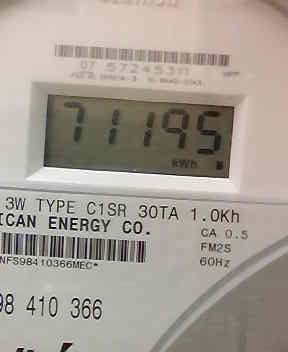 07 57245311
71195
kWh
3W TYPE C1SR 30TA 1.0Kh
ICAN ENERGY CO.
CA 0.5
FM2S
60Hz
NFS98410366MEC*
98 410 366